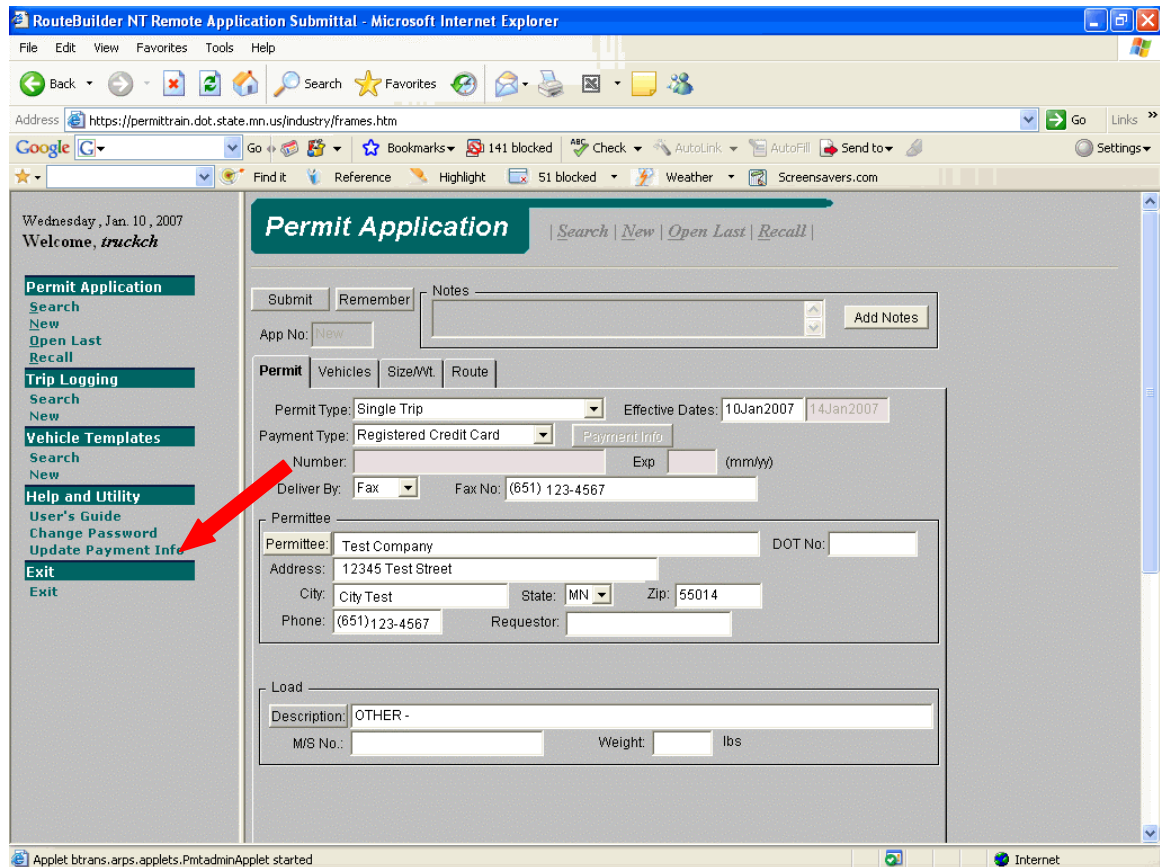 RouteBuilder NT Remote Application Submittal - Microsoft Internet Explorer
File Edit View Favorites Tools Help
Back Search Favorites
Address https://permittrain.dot.state.mn.us/industry/frames.htm Go Links »
Google G Go Bookmarks 141 blocked ABC Check AutoLink AutoFill Send to Settings
Find it Reference Highlight 51 blocked Weather Screensavers.com
Wednesday, Jan. 10, 2007
Welcome, truckch
Permit Application
Search
New
Open Last
Recall
Trip Logging
Search
New
Vehicle Templates
Search
New
Help and Utility
User's Guide
Change Password
Update Payment Info
Exit
Exit
Permit Application | Search | New | Open Last | Recall |
Submit Remember Notes Add Notes
App No: New
Permit Vehicles Size/Wt. Route
Permit Type: Single Trip Effective Dates: 10Jan2007 14Jan2007
Payment Type: Registered Credit Card Payment Info
Number: Exp (mm/yy)
Deliver By: Fax Fax No: (651) 123-4567
Permittee
Permittee: Test Company DOT No:
Address: 12345 Test Street
City: City Test State: MN Zip: 55014
Phone: (651)123-4567 Requestor:
Load
Description: OTHER -
M/S No.: Weight: lbs
Applet btrans.arps.applets.PmtadminApplet started Internet